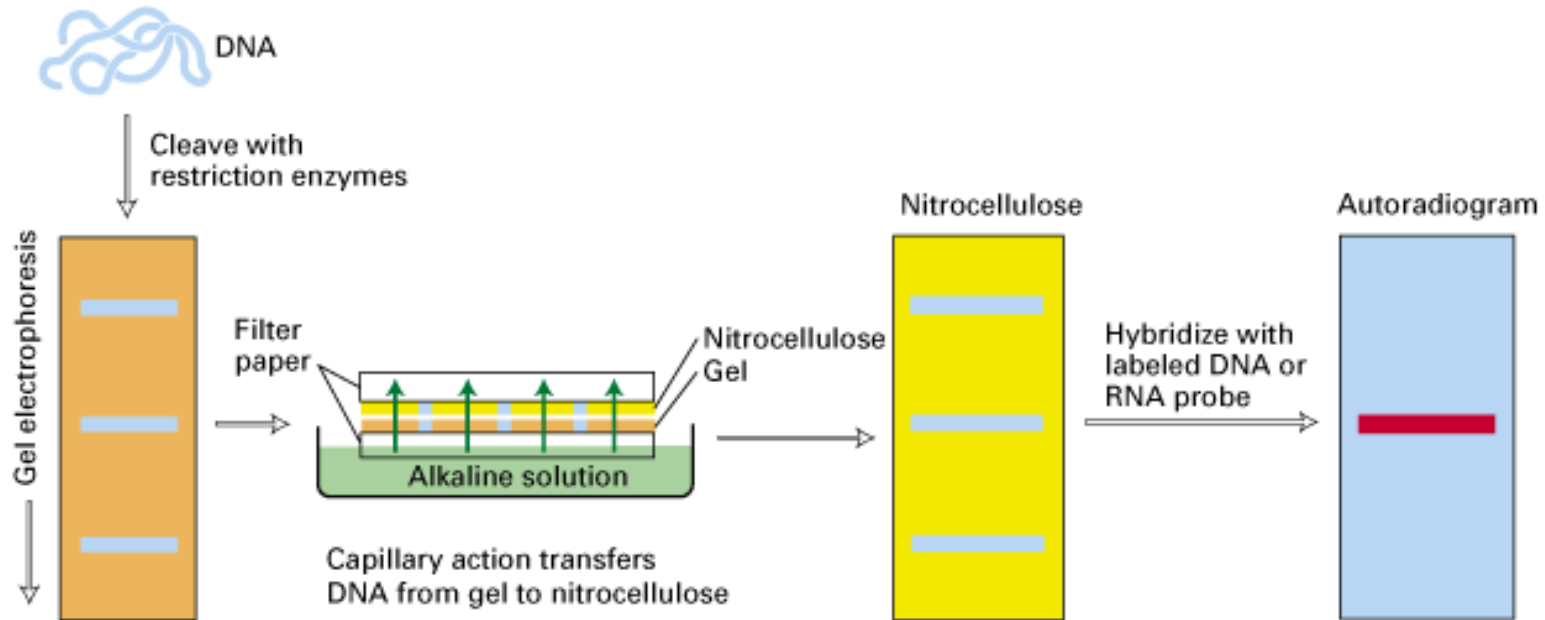 DNA
Cleave with
restriction enzymes
Gel electrophoresis
Filter
paper
Nitrocellulose
Gel
Alkaline solution
Capillary action transfers
DNA from gel to nitrocellulose
Nitrocellulose
Hybridize with
labeled DNA or
RNA probe
Autoradiogram